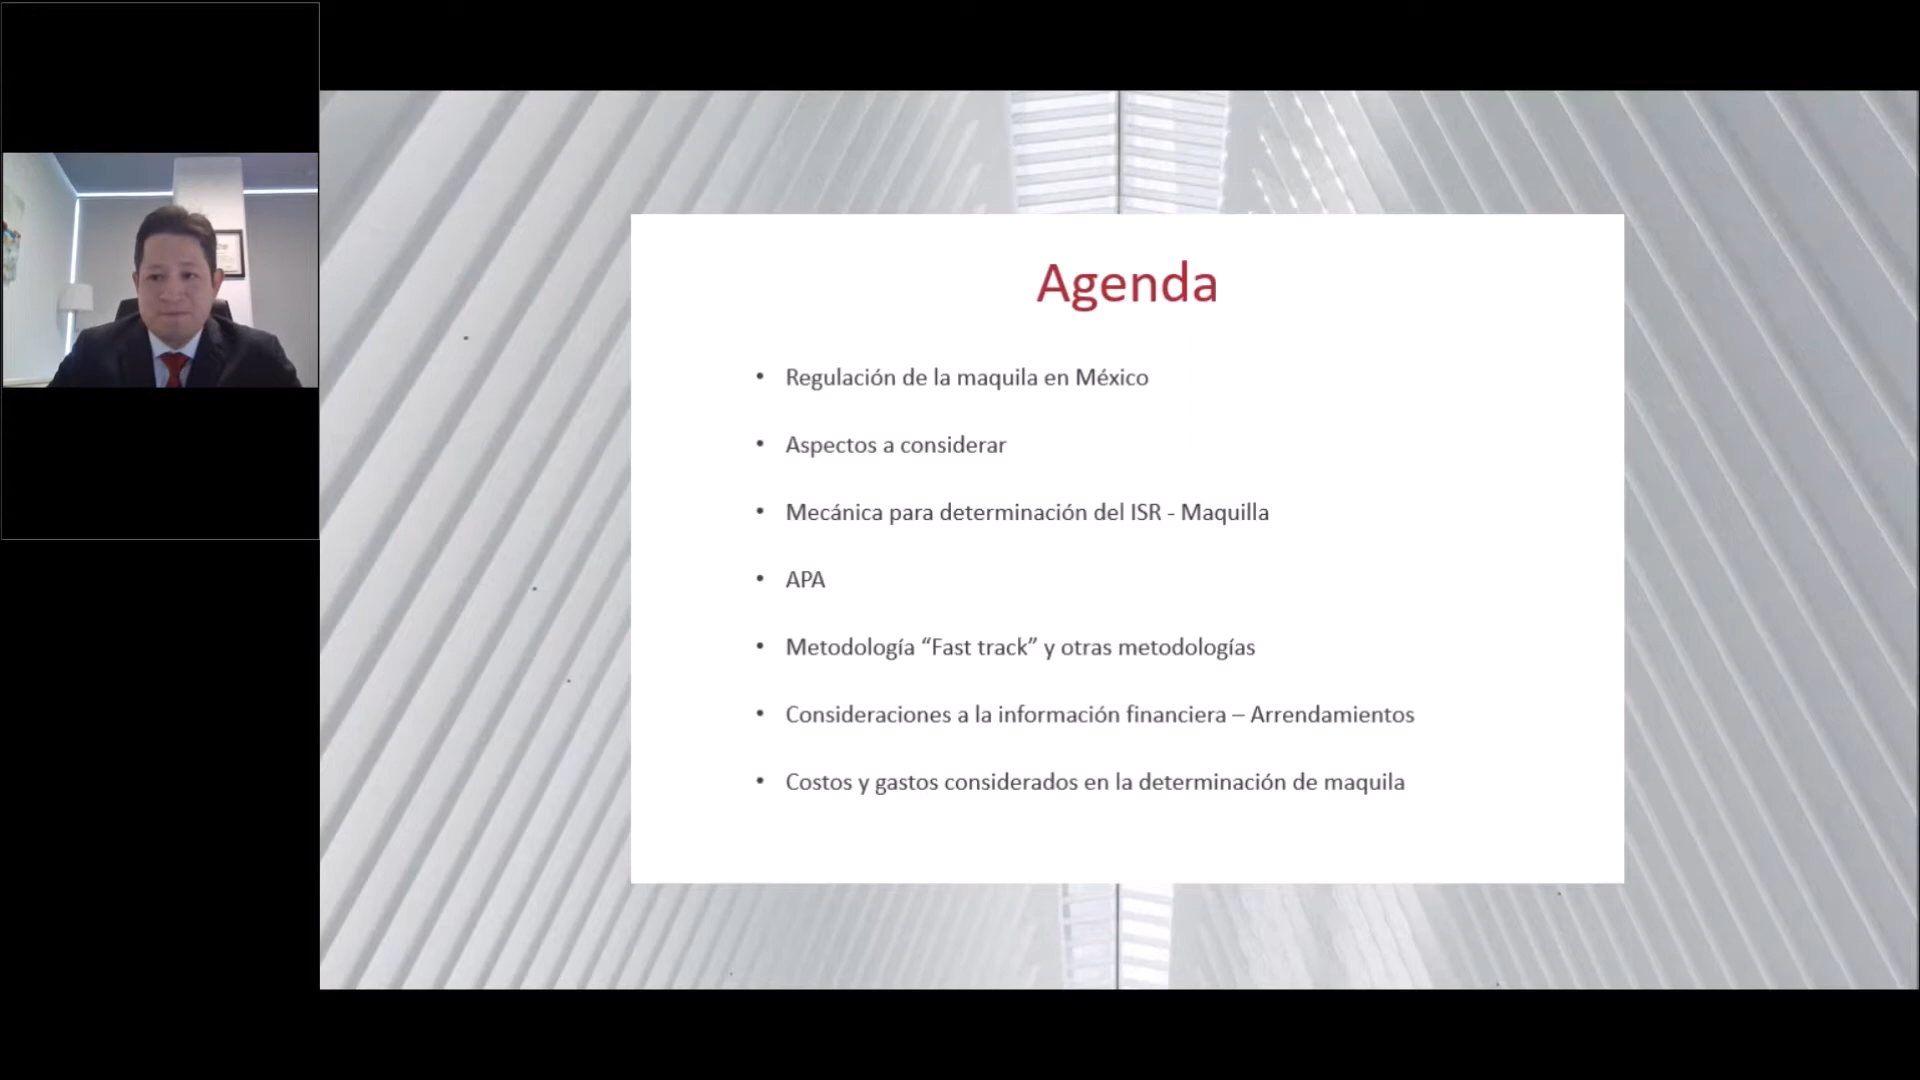 Agenda
• Regulación de la maquila en México
• Aspectos a considerar
• Mecánica para determinación del ISR - Maquilla
• APA
• Metodología “Fast track” y otras metodologías
• Consideraciones a la información financiera – Arrendamientos
• Costos y gastos considerados en la determinación de maquila